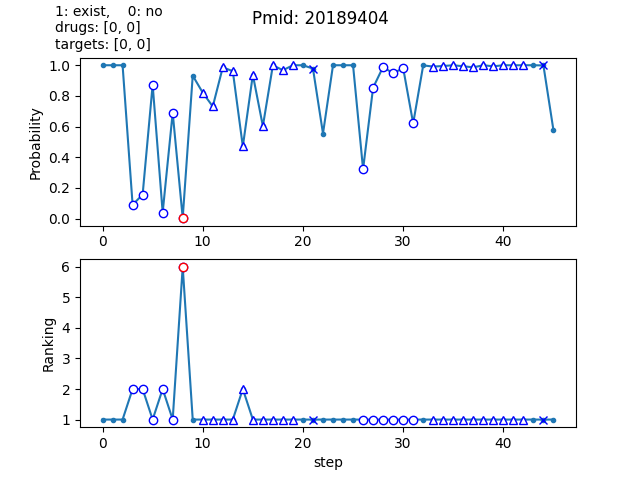 1: exist,    0: no
drugs: [0, 0]
targets: [0, 0]
Pmid: 20189404
Probability
1.0
0.8
0.6
0.4
0.2
0.0
0 10 20 30 40
Ranking
6
5
4
3
2
1
0 10 20 30 40
step